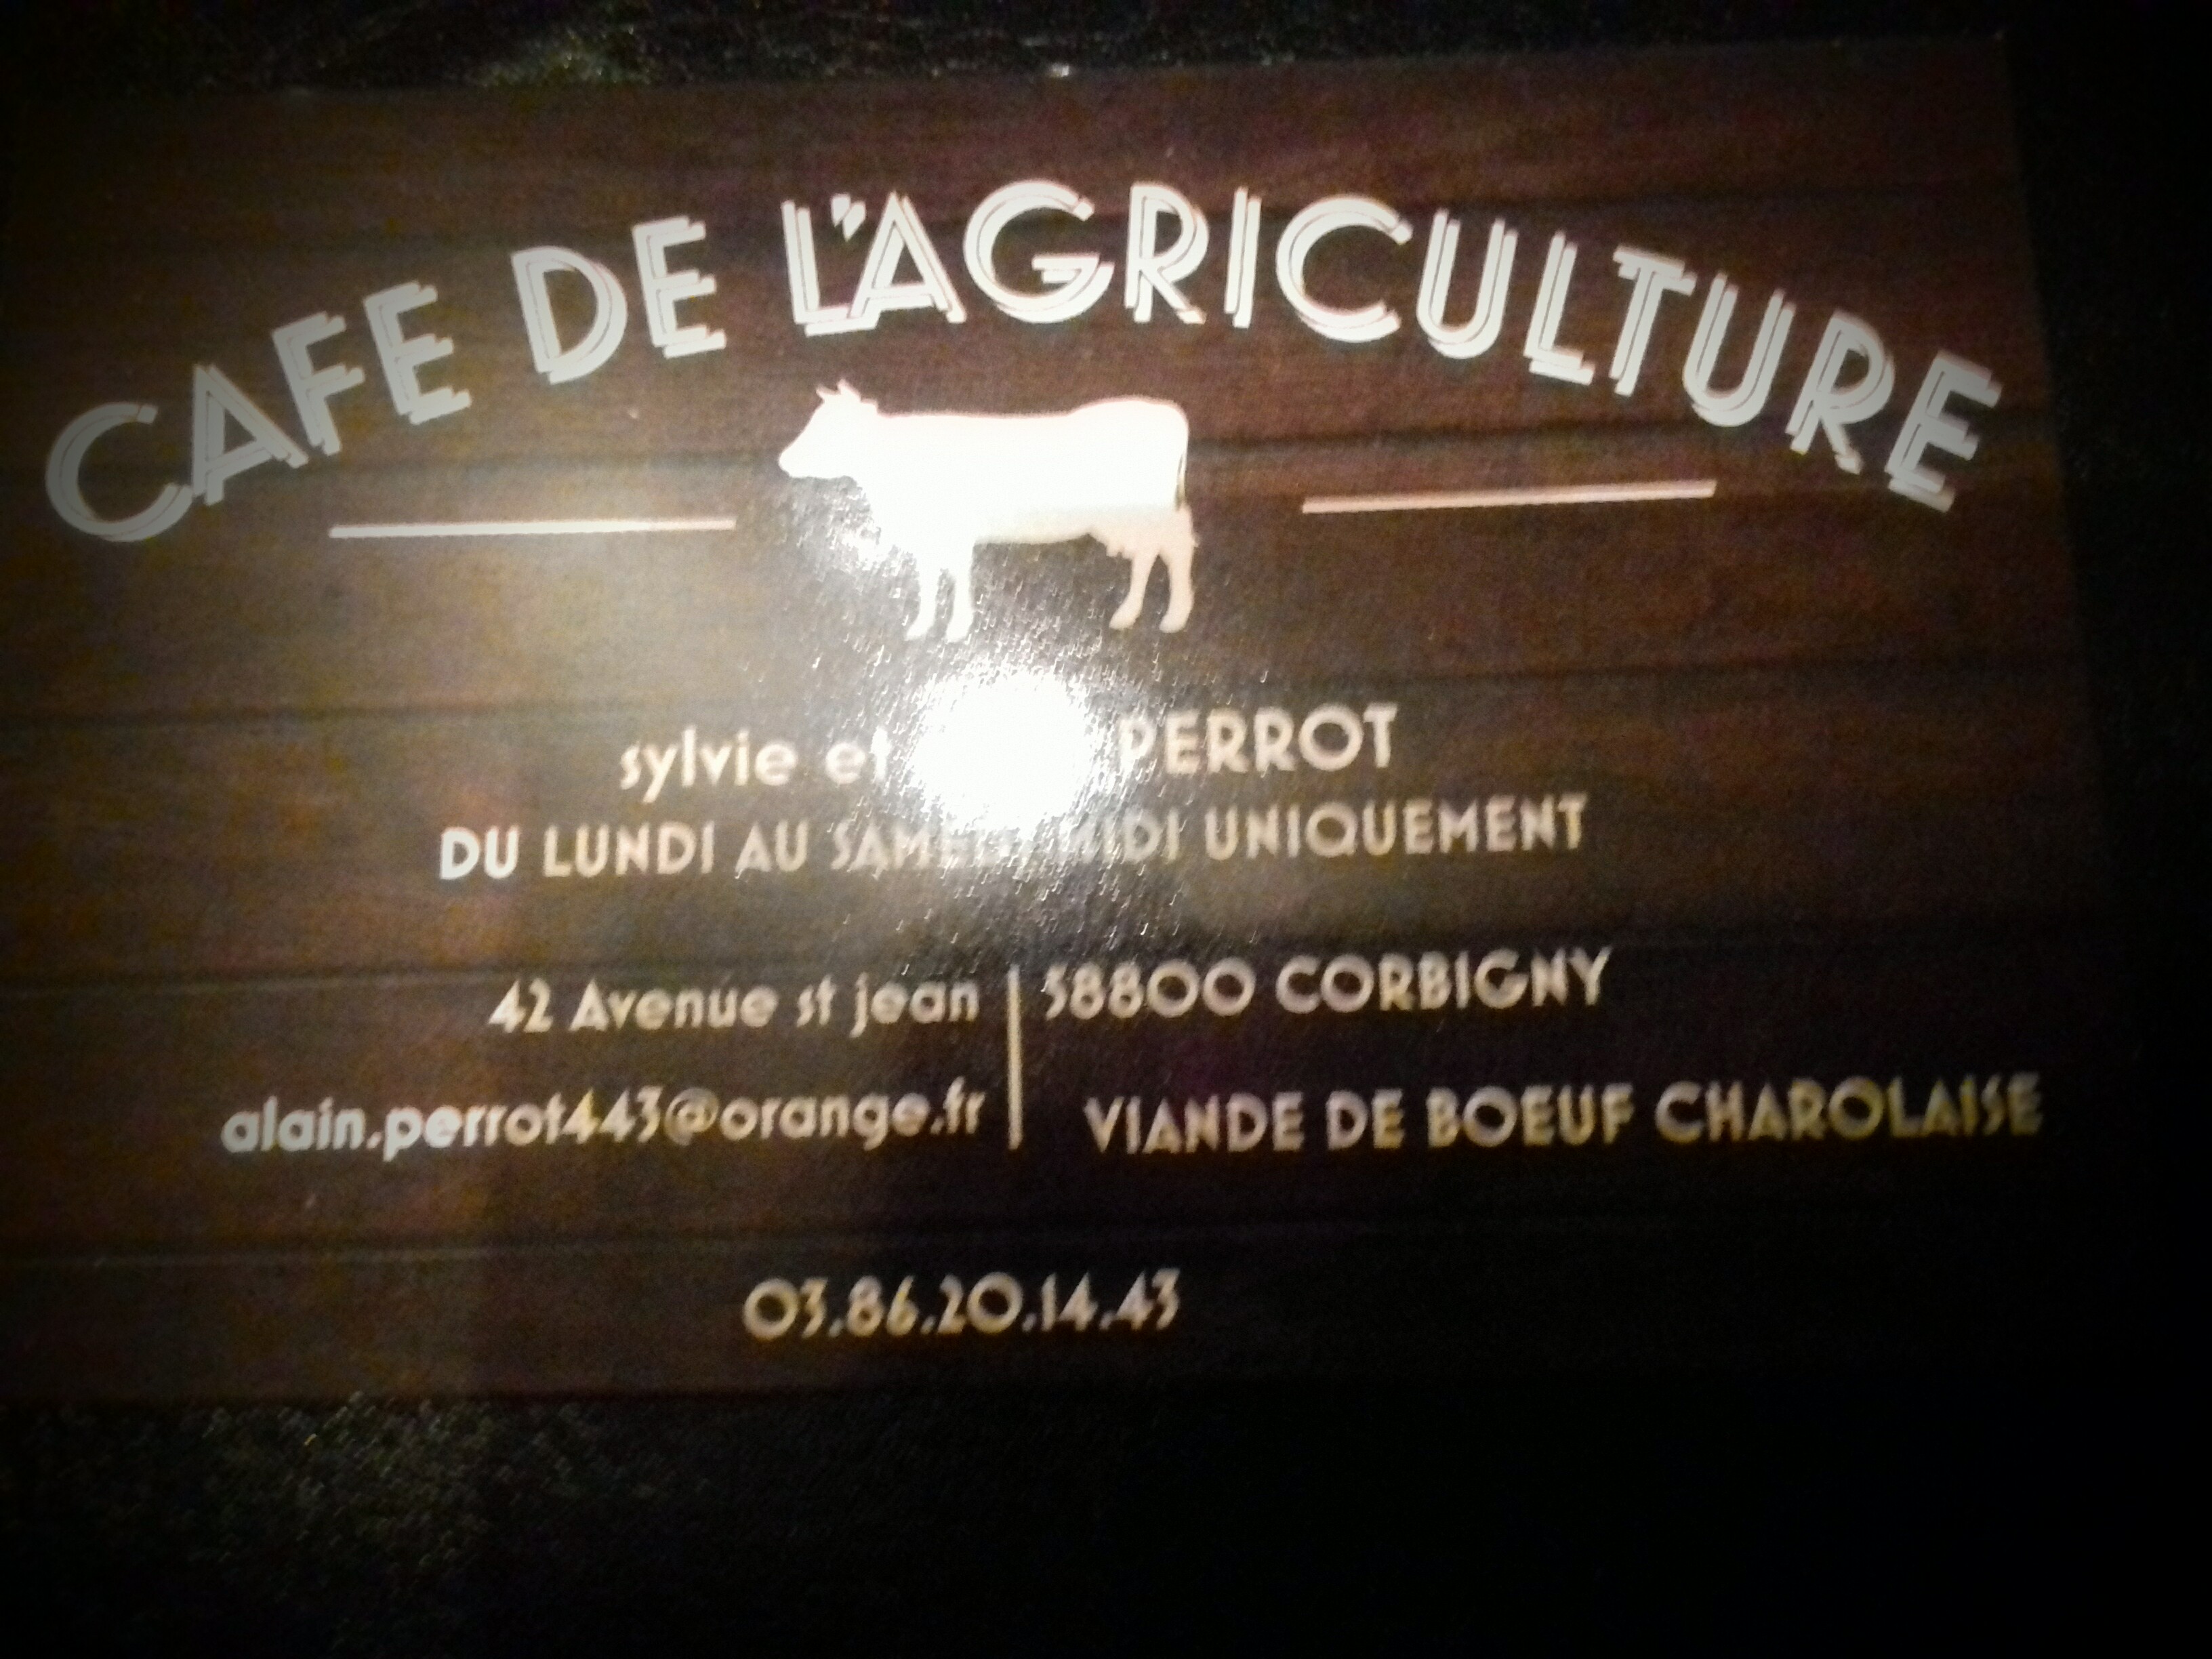 CAFE DE L'AGRICULTURE
sylvie et PERROT
DU LUNDI AU SAMEDI MIDI UNIQUEMENT
42 Avenue st jean
58800 CORBIGNY
alain.perrot443@orange.fr
VIANDE DE BOEUF CHAROLAISE
03.86.20.14.43